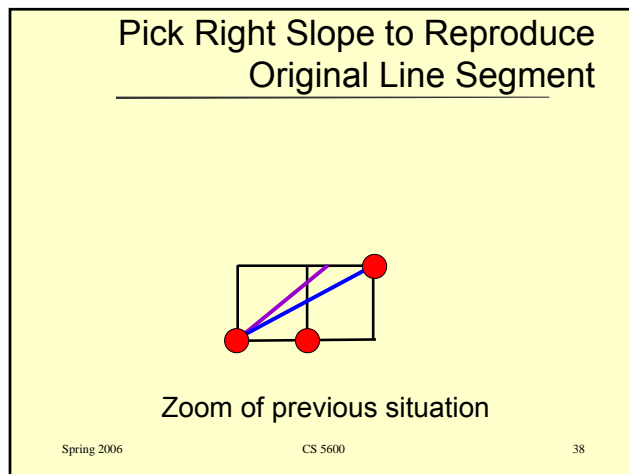 Pick Right Slope to Reproduce
Original Line Segment
Zoom of previous situation
Spring 2006 CS 5600 38